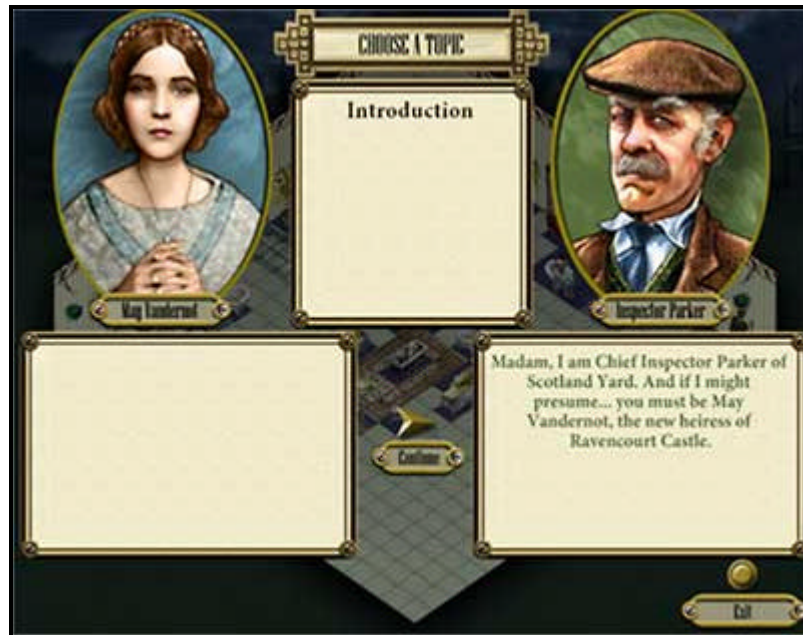 CHOOSE A TOPIC
Introduction
May Vandernot
Inspector Parker
Madam, I am Chief Inspector Parker of
Scotland Yard. And if I might
presume... you must be May
Vandernot, the new heiress of
Ravencourt Castle.
Continue
Exit